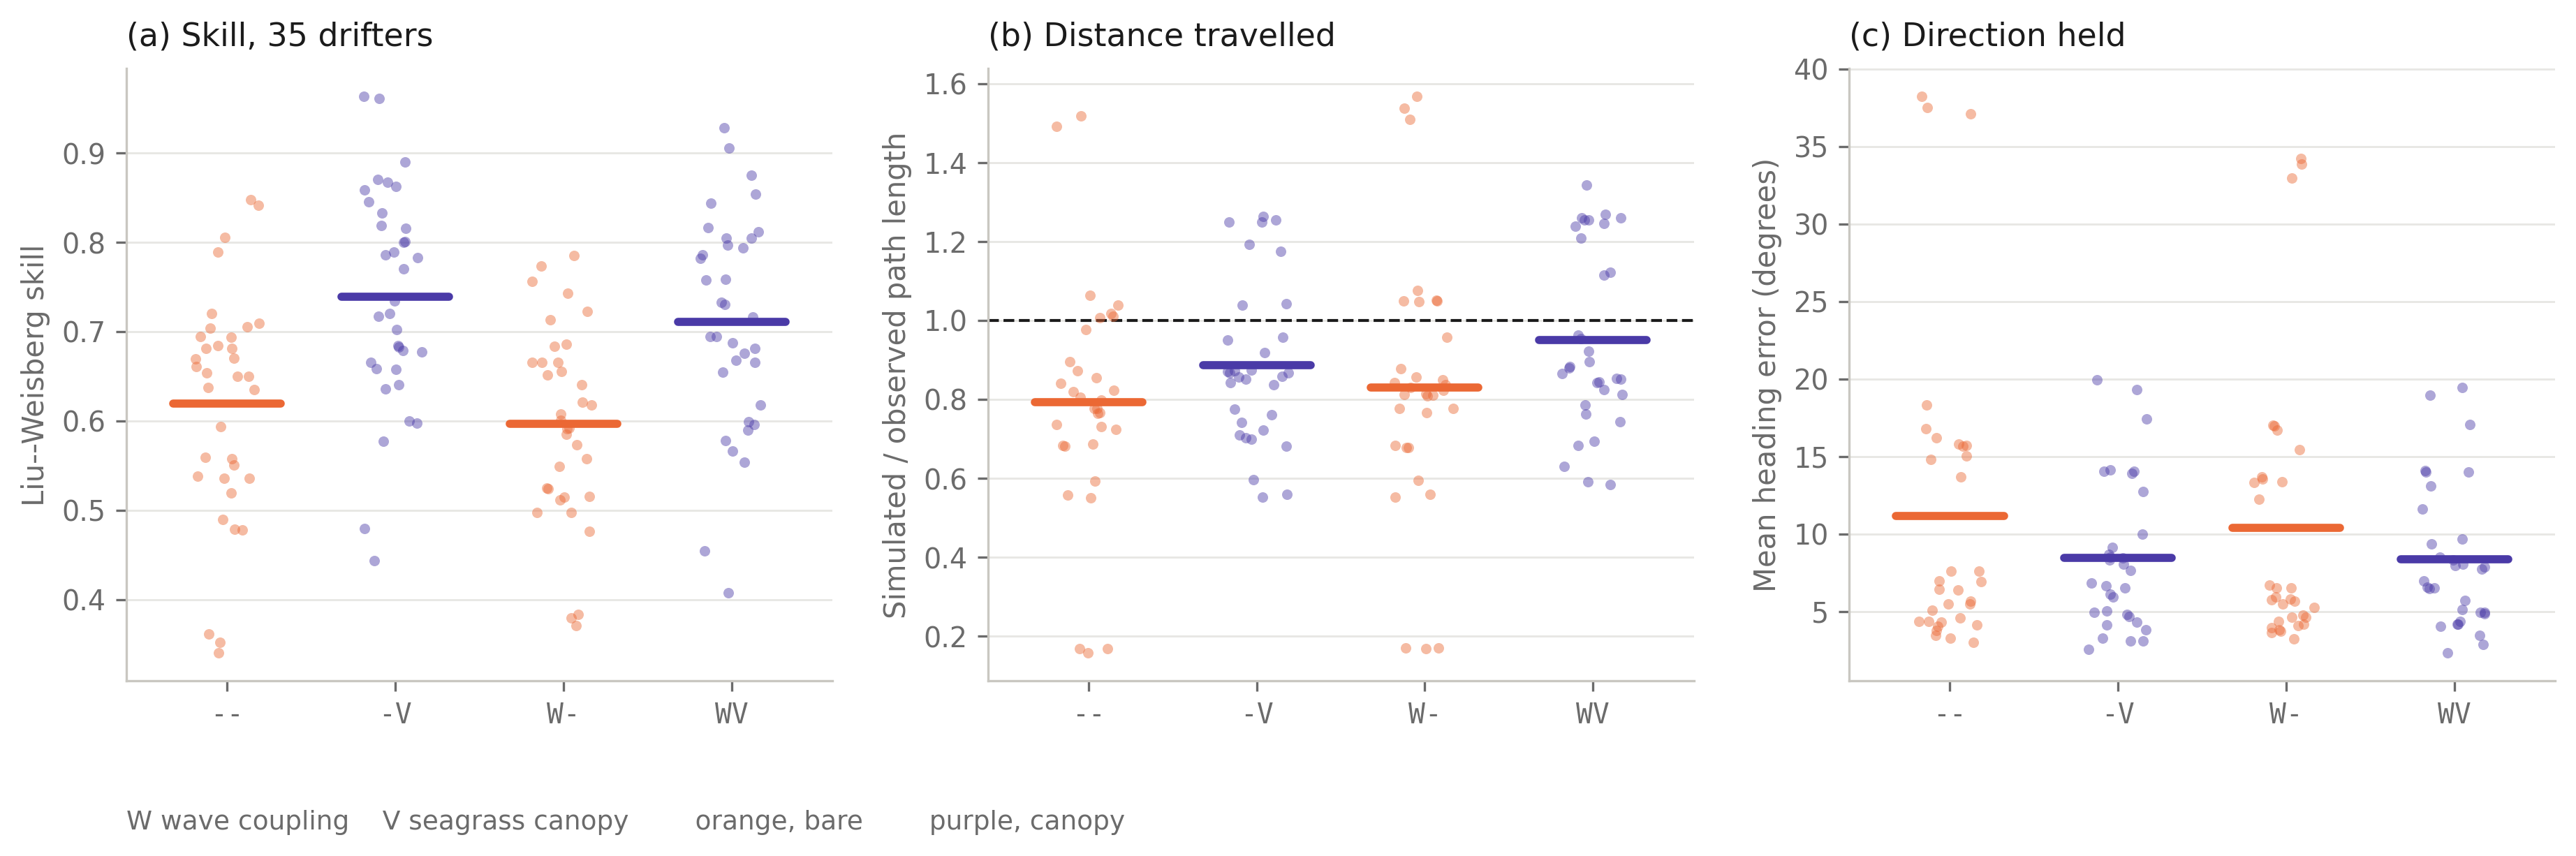 (a) Skill, 35 drifters
Liu--Weisberg skill
0.9
0.8
0.7
0.6
0.5
0.4
-- -V W- WV
(b) Distance travelled
Simulated / observed path length
1.6
1.4
1.2
1.0
0.8
0.6
0.4
0.2
-- -V W- WV
(c) Direction held
Mean heading error (degrees)
40
35
30
25
20
15
10
5
-- -V W- WV
W wave coupling V seagrass canopy orange, bare purple, canopy